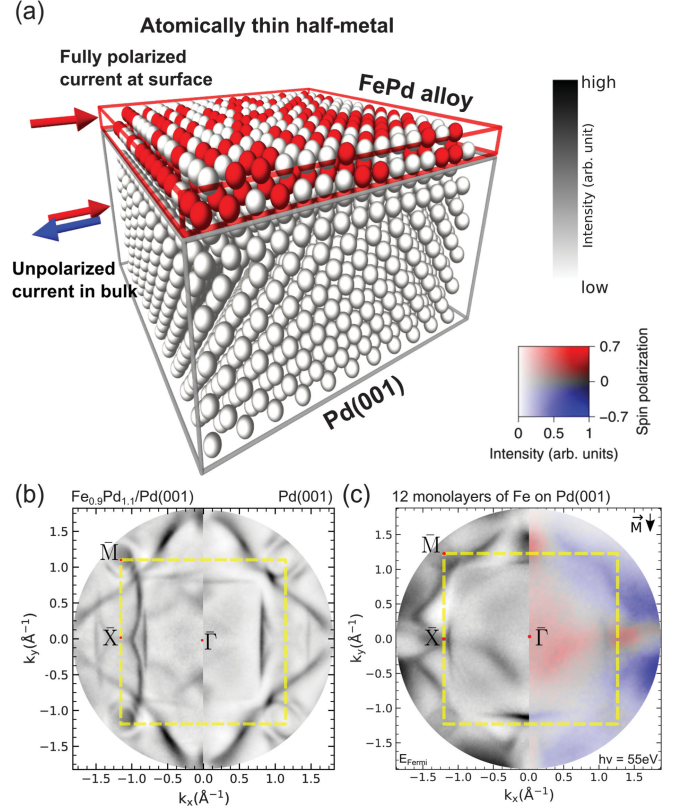 (a)
Atomically thin half-metal
Fully polarized
current at surface
FePd alloy
high
Intensity (arb. unit)
low
Unpolarized
current in bulk
Pd(001)
0.7
0
−0.7
Spin polarization
0 0.5 1
Intensity (arb. units)
(b)
Fe0.9Pd1.1/Pd(001) Pd(001)
1.5
1.0
0.5
0.0
−0.5
−1.0
−1.5
ky(Å⁻¹)
M̄
X̄
Γ̄
−1.5 −1.0 −0.5 0.0 0.5 1.0 1.5
kx(Å⁻¹)
(c)
12 monolayers of Fe on Pd(001)
M⃗
1.5
1.0
0.5
0.0
−0.5
−1.0
−1.5
ky(Å⁻¹)
M̄
X̄
Γ̄
EFermi
hν = 55eV
−1.5 −1.0 −0.5 0.0 0.5 1.0 1.5
kx(Å⁻¹)